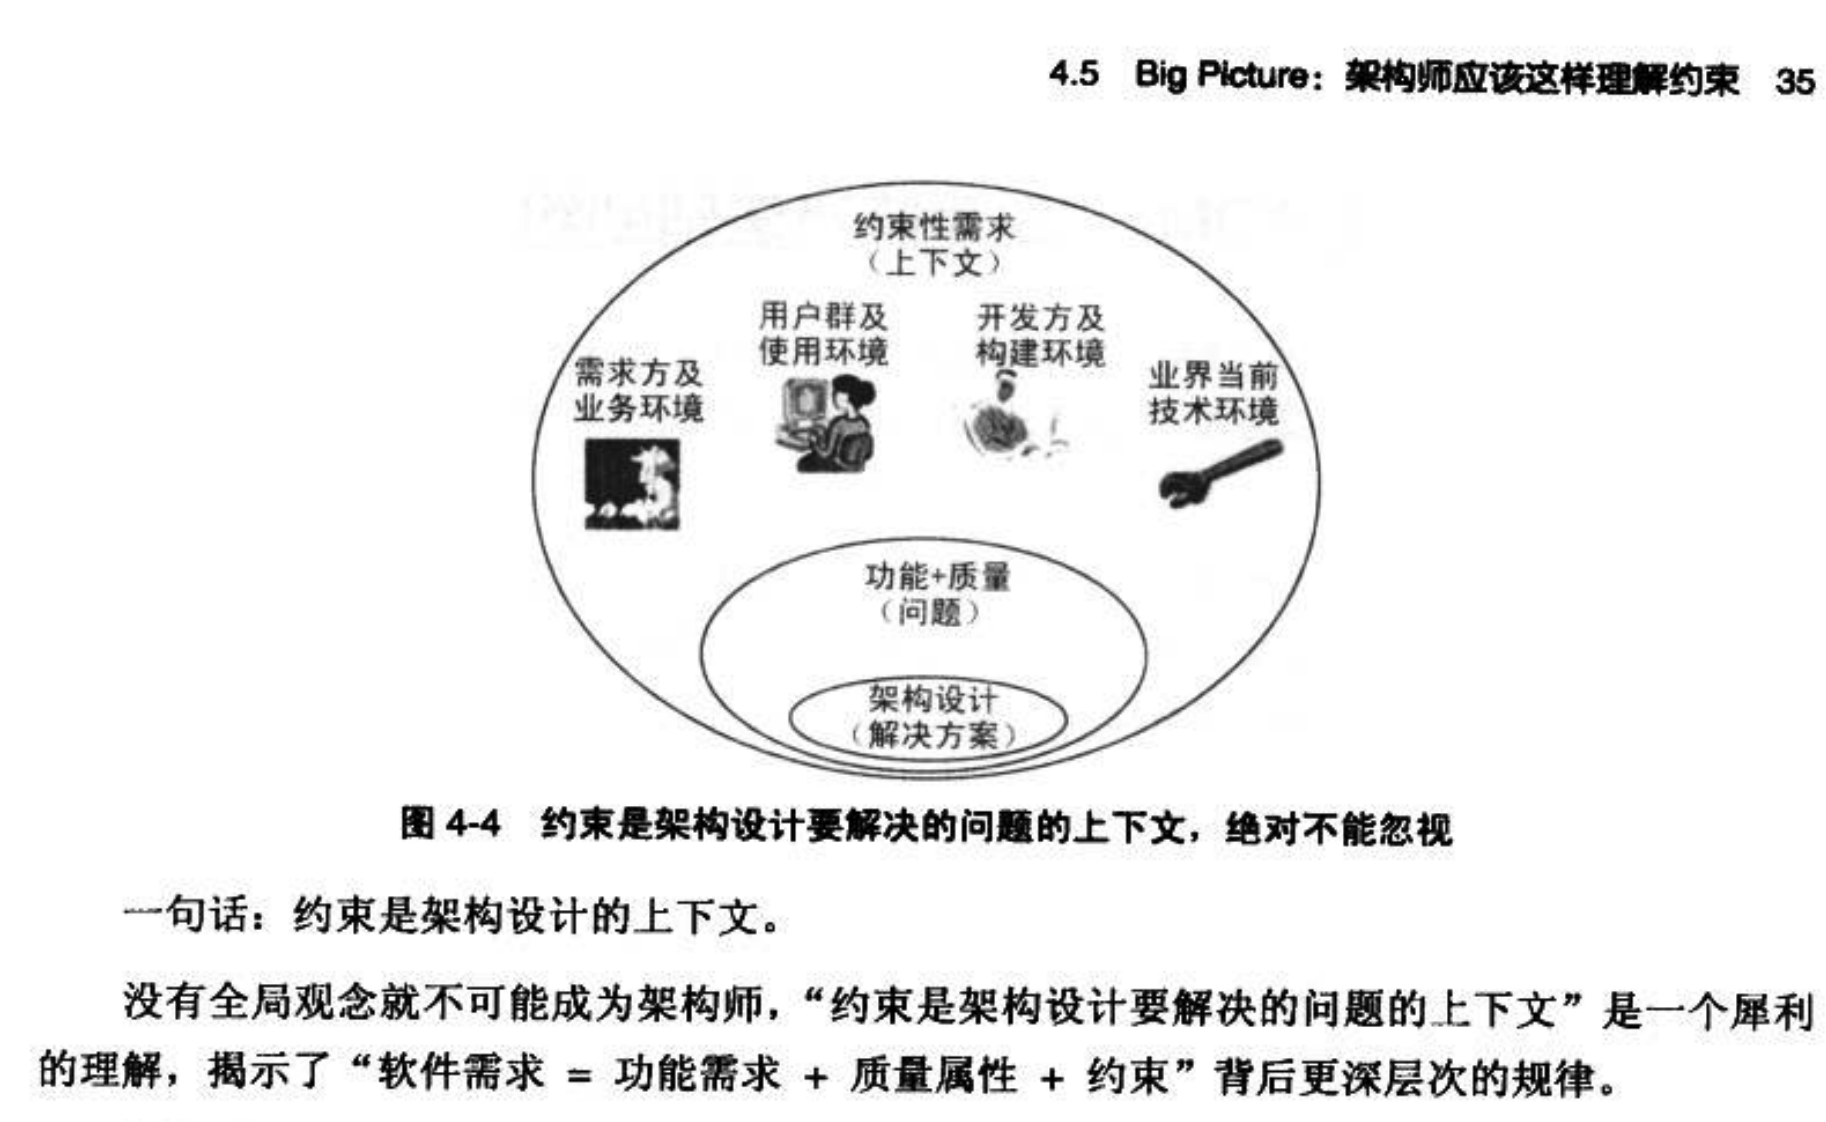 4.5 Big Picture：架构师应该这样理解约束 35
约束性需求
（上下文）
用户群及
使用环境
开发方及
构建环境
需求方及
业务环境
业界当前
技术环境
功能+质量
（问题）
架构设计
（解决方案）
图 4-4 约束是架构设计要解决的问题的上下文，绝对不能忽视
一句话：约束是架构设计的上下文。
没有全局观念就不可能成为架构师，“约束是架构设计要解决的问题的上下文”是一个犀利
的理解，揭示了“软件需求 = 功能需求 + 质量属性 + 约束”背后更深层次的规律。